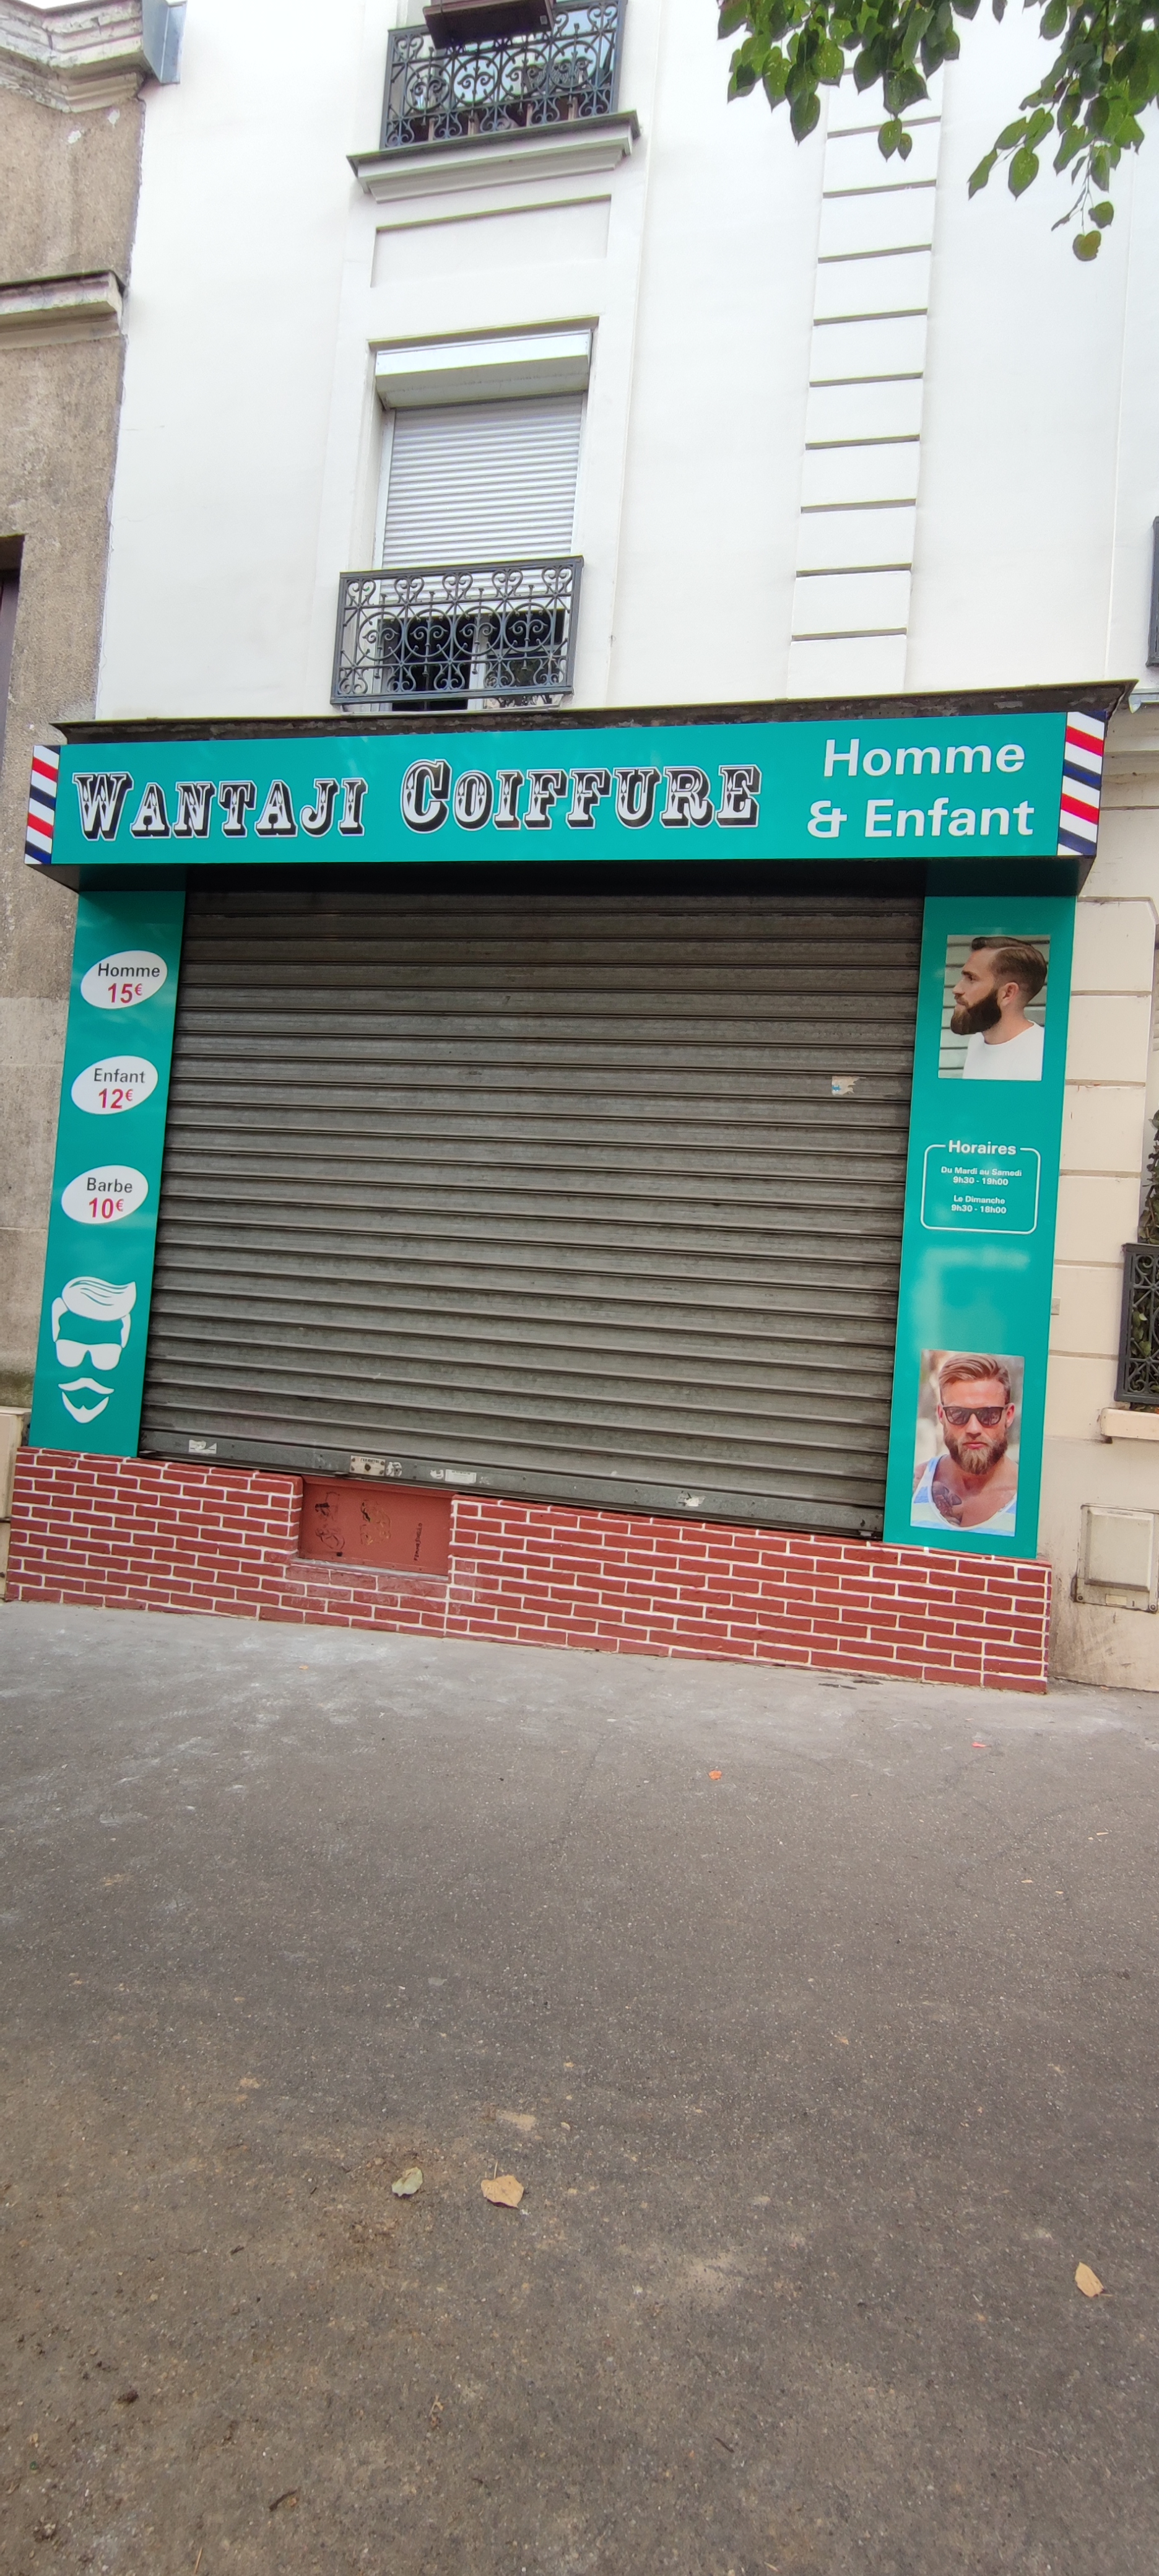 WANTAJI COIFFURE
Homme
& Enfant
Homme
15€
Enfant
12€
Barbe
10€
Horaires
Du Mardi au Samedi
9h30 - 19h00
Le Dimanche
9h30 - 18h00